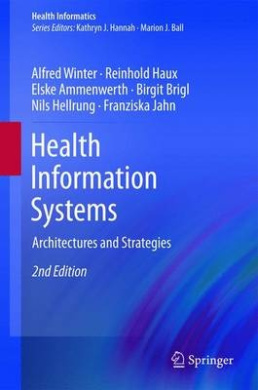 Health Informatics
Series Editors: Kathryn J. Hannah · Marion J. Ball
Alfred Winter · Reinhold Haux
Elske Ammenwerth · Birgit Brigl
Nils Hellrung · Franziska Jahn
Health
Information
Systems
Architectures and Strategies
2nd Edition
Springer